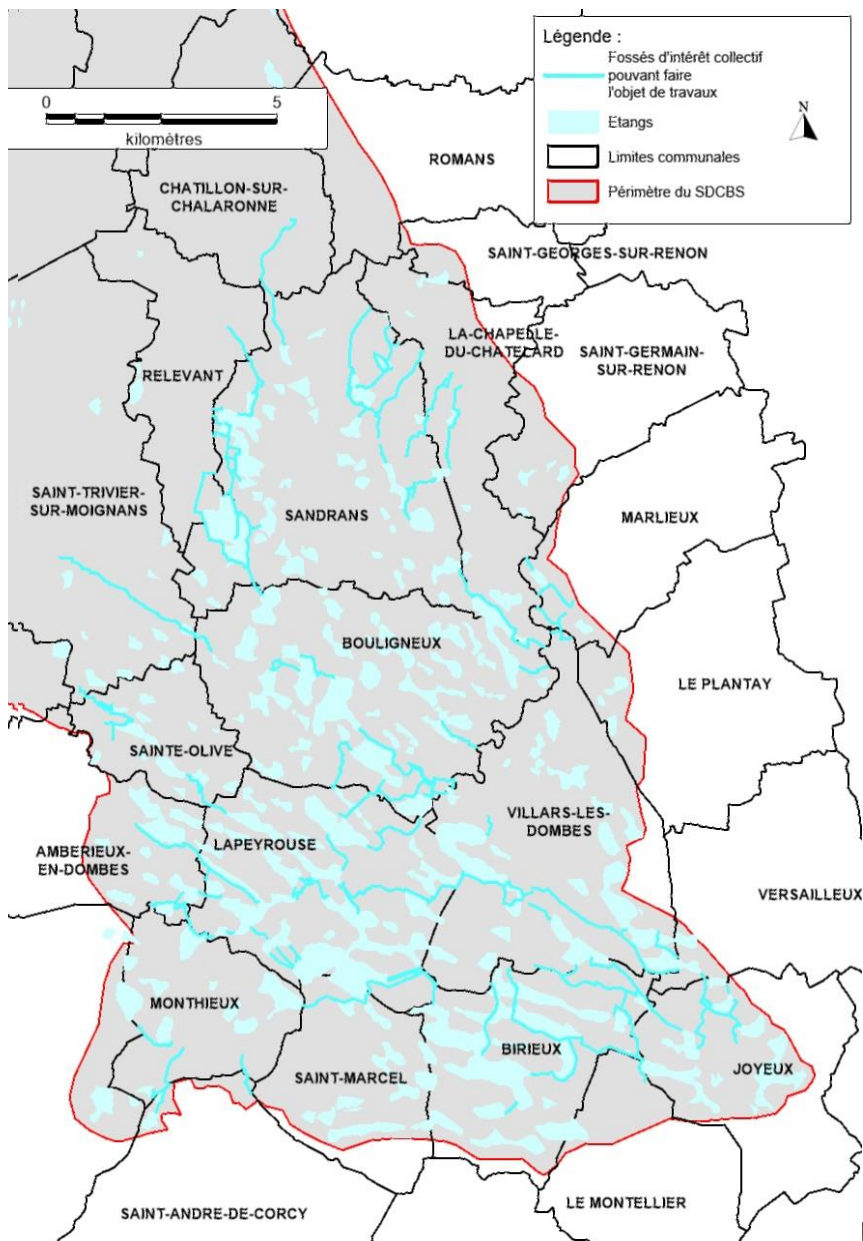 Légende :
Fossés d'intérêt collectif
pouvant faire
l'objet de travaux
Etangs
Limites communales
Périmètre du SDCBS
N
0 5
kilomètres
ROMANS
CHATILLON-SUR-
CHALARONNE
SAINT-GEORGES-SUR-RENON
LA-CHAPELLE-
DU-CHATELARD
SAINT-GERMAIN-
SUR-RENON
RELEVANT
SAINT-TRIVIER-
SUR-MOIGNANS
SANDRANS
MARLIEUX
BOULIGNEUX
LE PLANTAY
SAINTE-OLIVE
VILLARS-LES-
DOMBES
LAPEYROUSE
AMBERIEUX-
EN-DOMBES
VERSAILLEUX
MONTHIEUX
BIRIEUX
JOYEUX
SAINT-MARCEL
LE MONTELLIER
SAINT-ANDRE-DE-CORCY